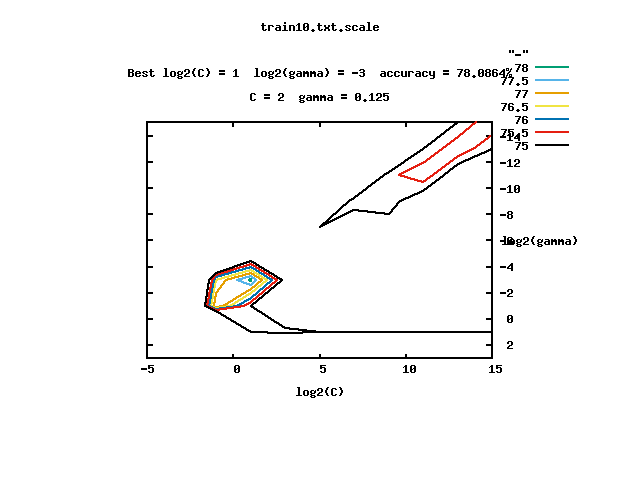 train10.txt.scale
"-"
Best log2(C) = 1  log2(gamma) = -3  accuracy = 78.0864%
78
77.5
C = 2  gamma = 0.125
77
76.5
76
75.5
75
-14
-12
-10
-8
-6
log2(gamma)
-4
-2
0
2
-5 0 5 10 15
log2(C)